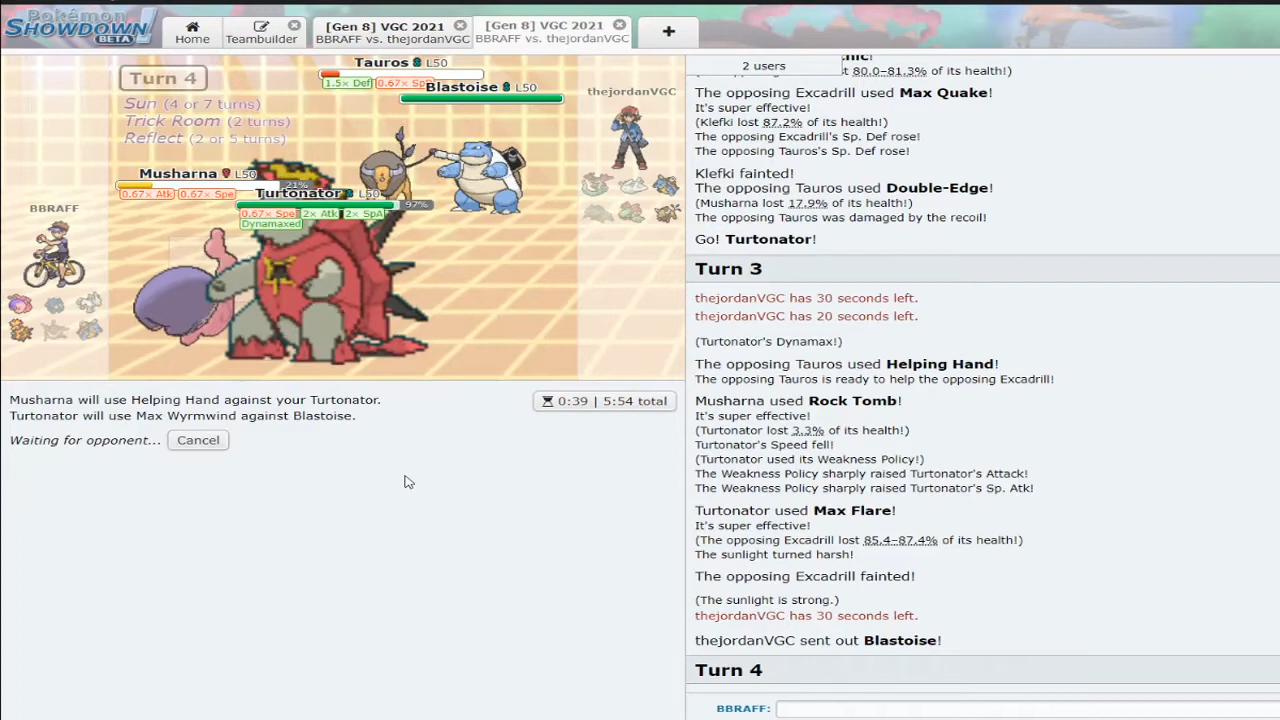 Pokémon
SHOWDOWN
BETA
Home
Teambuilder
[Gen 8] VGC 2021
BBRAFF vs. thejordanVGC
[Gen 8] VGC 2021
BBRAFF vs. thejordanVGC
Turn 4
Sun (4 or 7 turns)
Trick Room (2 turns)
Reflect (2 or 5 turns)
Tauros L50
1.5× Def 0.67× Sp
Blastoise L50
thejordanVGC
Musharna L50
21%
0.67× Atk 0.67× Spe
Turtonator L50
97%
0.67× Spe 2× Atk 2× SpA
Dynamaxed
BBRAFF
Musharna will use Helping Hand against your Turtonator.
Turtonator will use Max Wyrmwind against Blastoise.
Waiting for opponent... Cancel
0:39 | 5:54 total
2 users
80.0–81.3% of its health!)
The opposing Excadrill used Max Quake!
It's super effective!
(Klefki lost 87.2% of its health!)
The opposing Excadrill's Sp. Def rose!
The opposing Tauros's Sp. Def rose!
Klefki fainted!
The opposing Tauros used Double-Edge!
(Musharna lost 17.9% of its health!)
The opposing Tauros was damaged by the recoil!
Go! Turtonator!
Turn 3
thejordanVGC has 30 seconds left.
thejordanVGC has 20 seconds left.
(Turtonator's Dynamax!)
The opposing Tauros used Helping Hand!
The opposing Tauros is ready to help the opposing Excadrill!
Musharna used Rock Tomb!
It's super effective!
(Turtonator lost 3.3% of its health!)
Turtonator's Speed fell!
(Turtonator used its Weakness Policy!)
The Weakness Policy sharply raised Turtonator's Attack!
The Weakness Policy sharply raised Turtonator's Sp. Atk!
Turtonator used Max Flare!
It's super effective!
(The opposing Excadrill lost 85.4–87.4% of its health!)
The sunlight turned harsh!
The opposing Excadrill fainted!
(The sunlight is strong.)
thejordanVGC has 30 seconds left.
thejordanVGC sent out Blastoise!
Turn 4
BBRAFF: